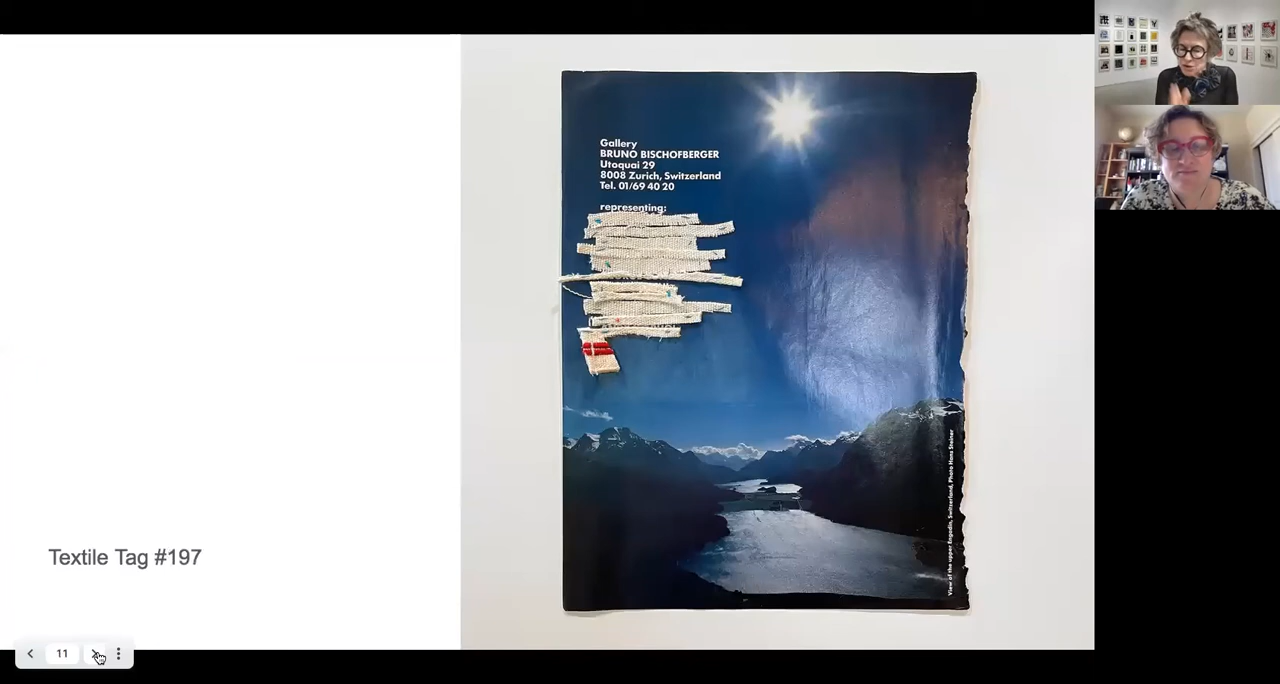 Gallery
BRUNO BISCHOFBERGER
Utoquai 29
8008 Zurich, Switzerland
Tel. 01/69 40 20
representing:
View of the upper Engadin, Switzerland, Photo Hans Steiner
Textile Tag #197
11